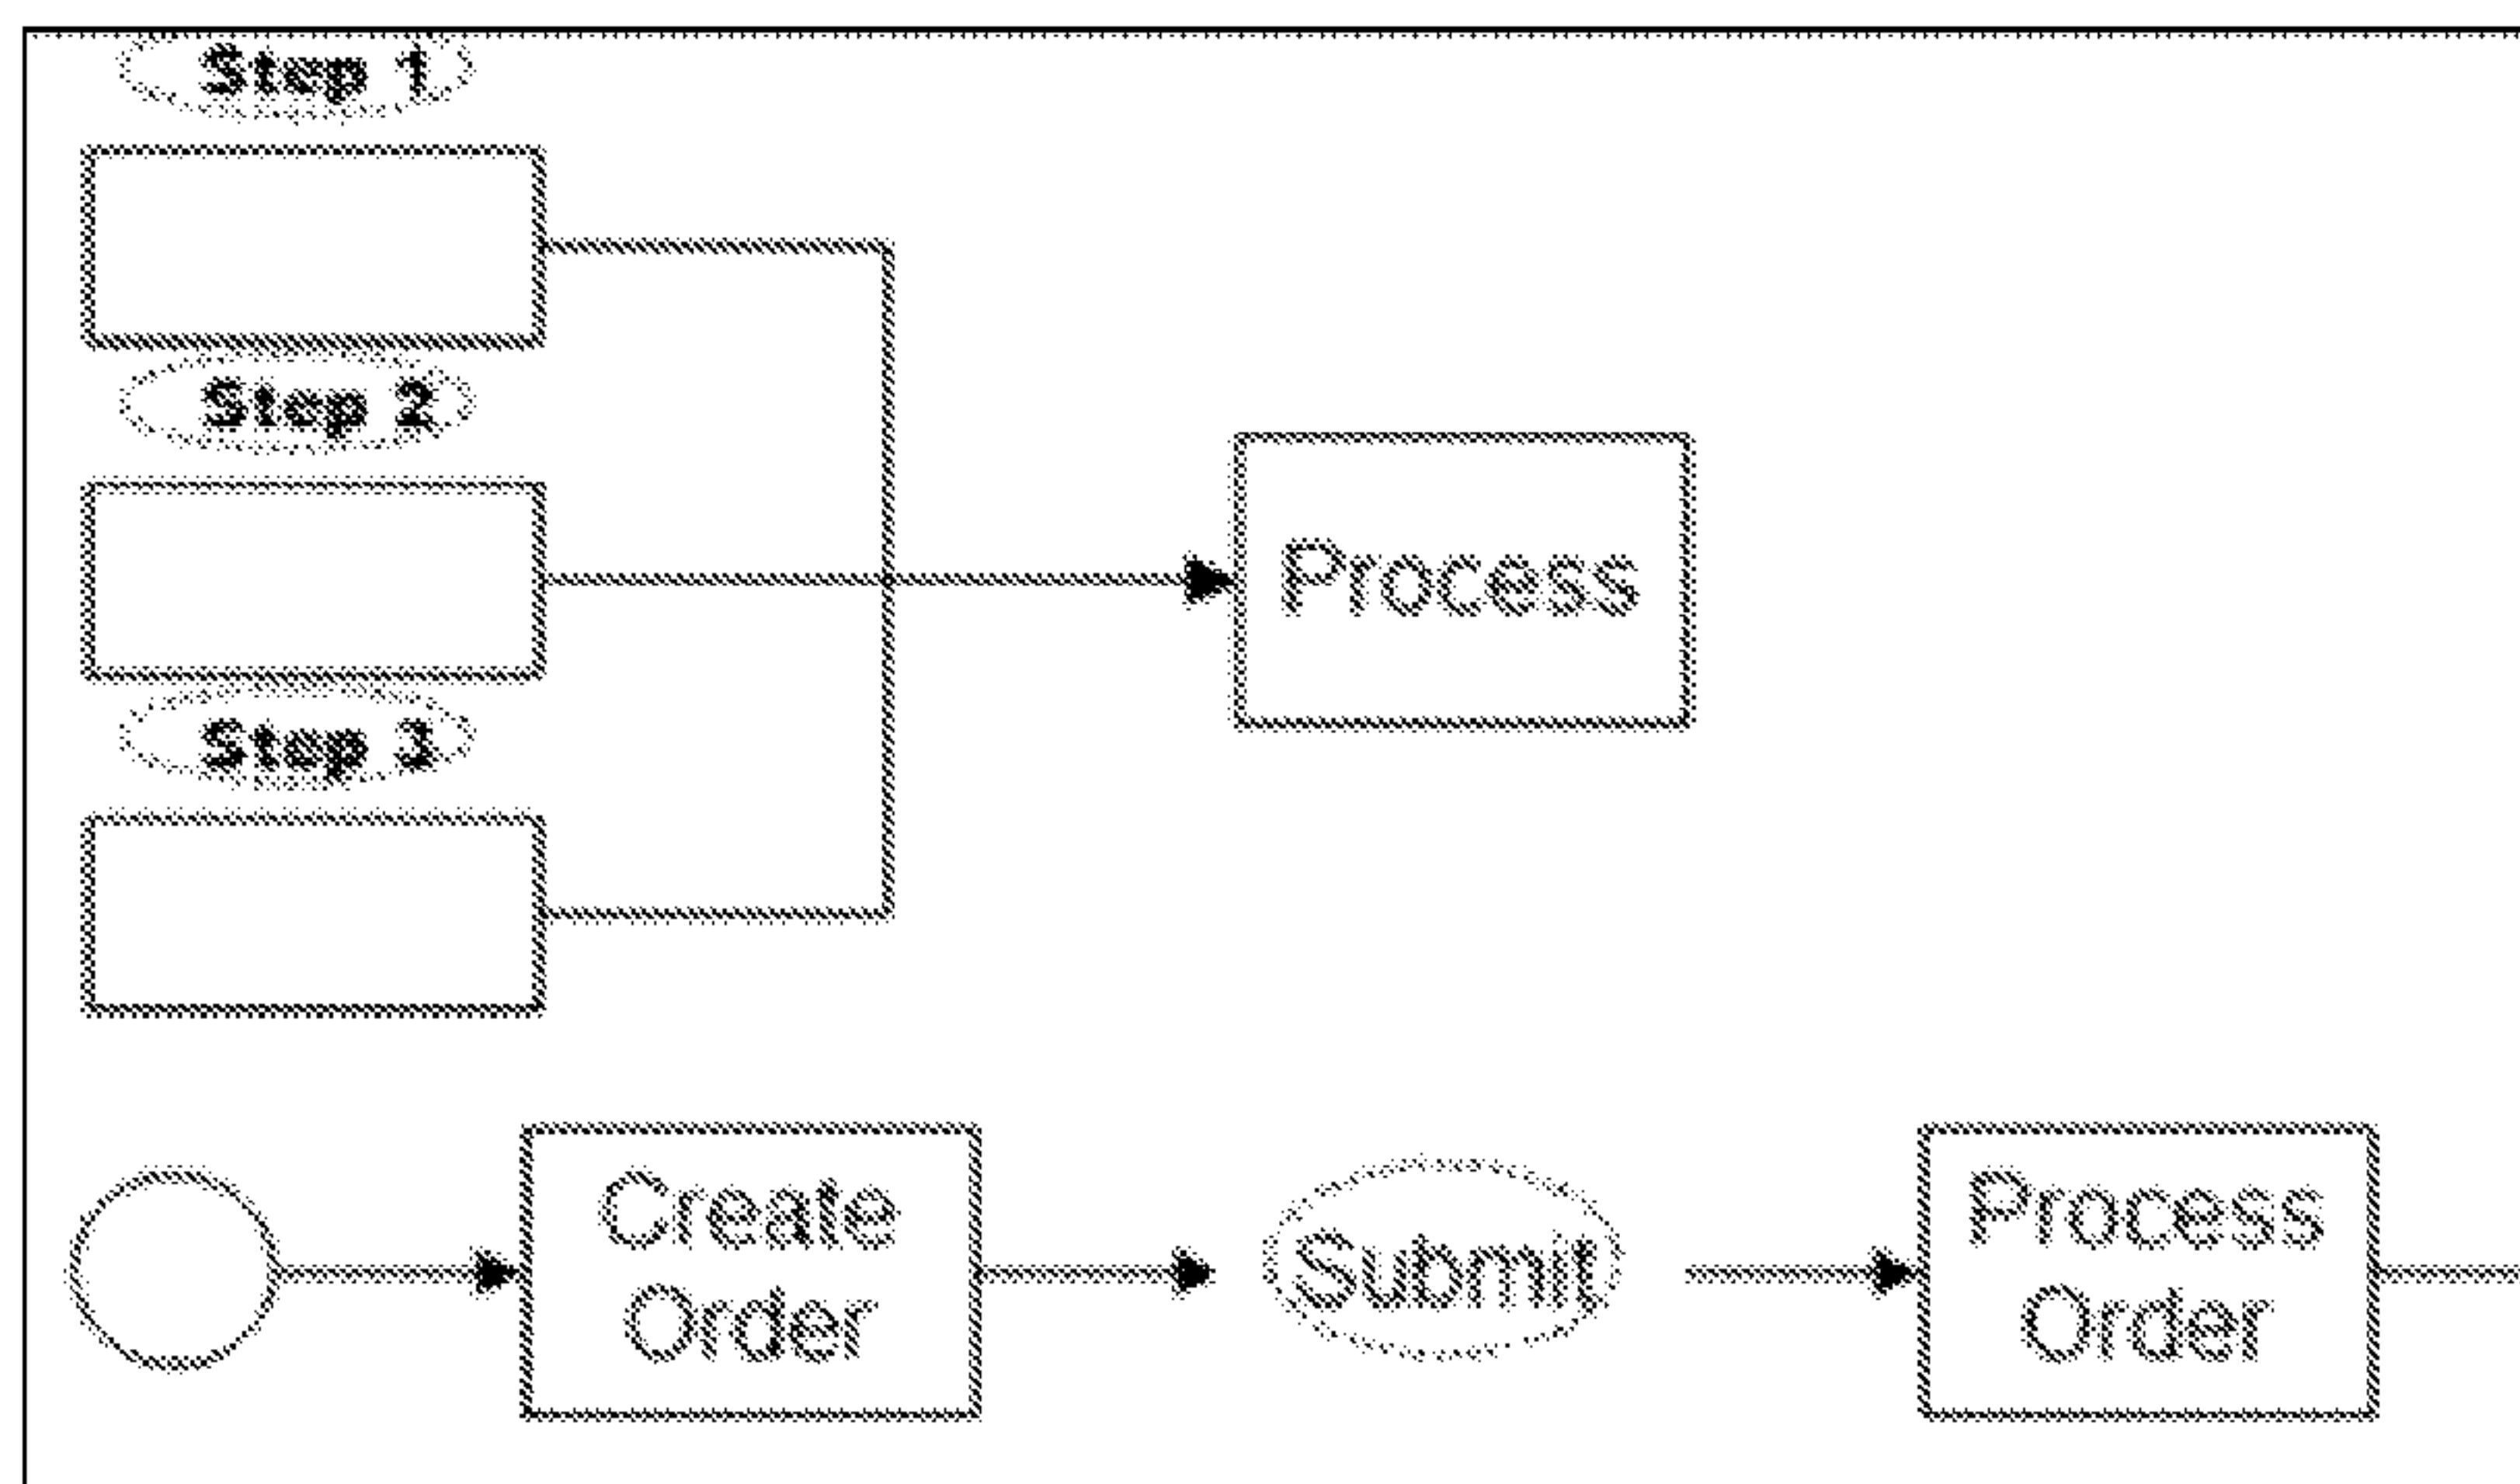 Step 1
Step 2
Process
Step 3
Create
Order
Submit
Process
Order